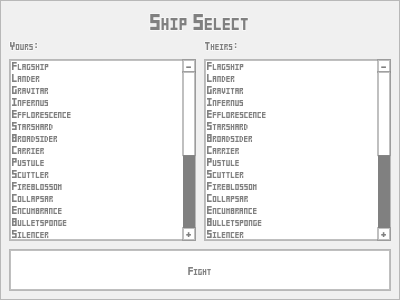 Ship Select
Yours:
Theirs:
Flagship
Lander
Gravitar
Infernus
Efflorescence
Starshard
Broadsider
Carrier
Pustule
Scuttler
Fireblossom
Collapsar
Encumbrance
Bulletsponge
Silencer
-
+
Flagship
Lander
Gravitar
Infernus
Efflorescence
Starshard
Broadsider
Carrier
Pustule
Scuttler
Fireblossom
Collapsar
Encumbrance
Bulletsponge
Silencer
-
+
Fight